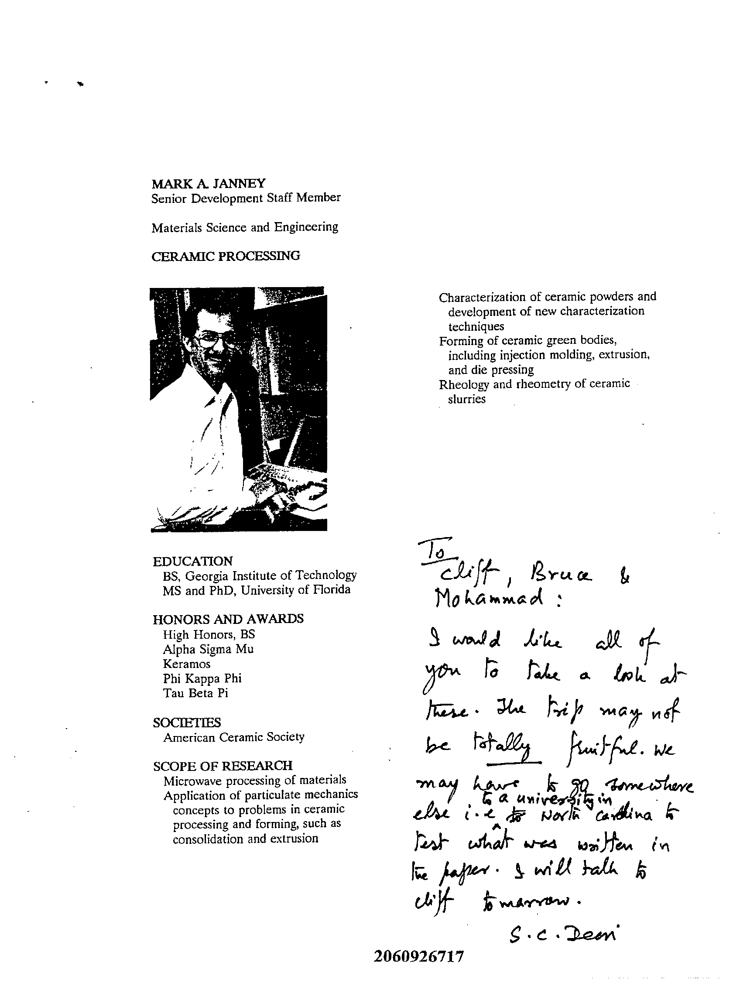 MARK A. JANNEY
Senior Development Staff Member
Materials Science and Engineering
CERAMIC PROCESSING
EDUCATION
BS, Georgia Institute of Technology
MS and PhD, University of Florida
HONORS AND AWARDS
High Honors, BS
Alpha Sigma Mu
Keramos
Phi Kappa Phi
Tau Beta Pi
SOCIETIES
American Ceramic Society
SCOPE OF RESEARCH
Microwave processing of materials
Application of particulate mechanics
concepts to problems in ceramic
processing and forming, such as
consolidation and extrusion
Characterization of ceramic powders and
development of new characterization
techniques
Forming of ceramic green bodies,
including injection molding, extrusion,
and die pressing
Rheology and rheometry of ceramic
slurries
To
Cliff, Bruce &
Mohammad :
I would like all of
you to take a look at
these. The trip may not
be totally fruitful. We
may have to go somewhere
else i.e to a university in North Carolina to
test what was written in
the paper. I will talk to
Cliff tomarrow.
S.C.
2060926717